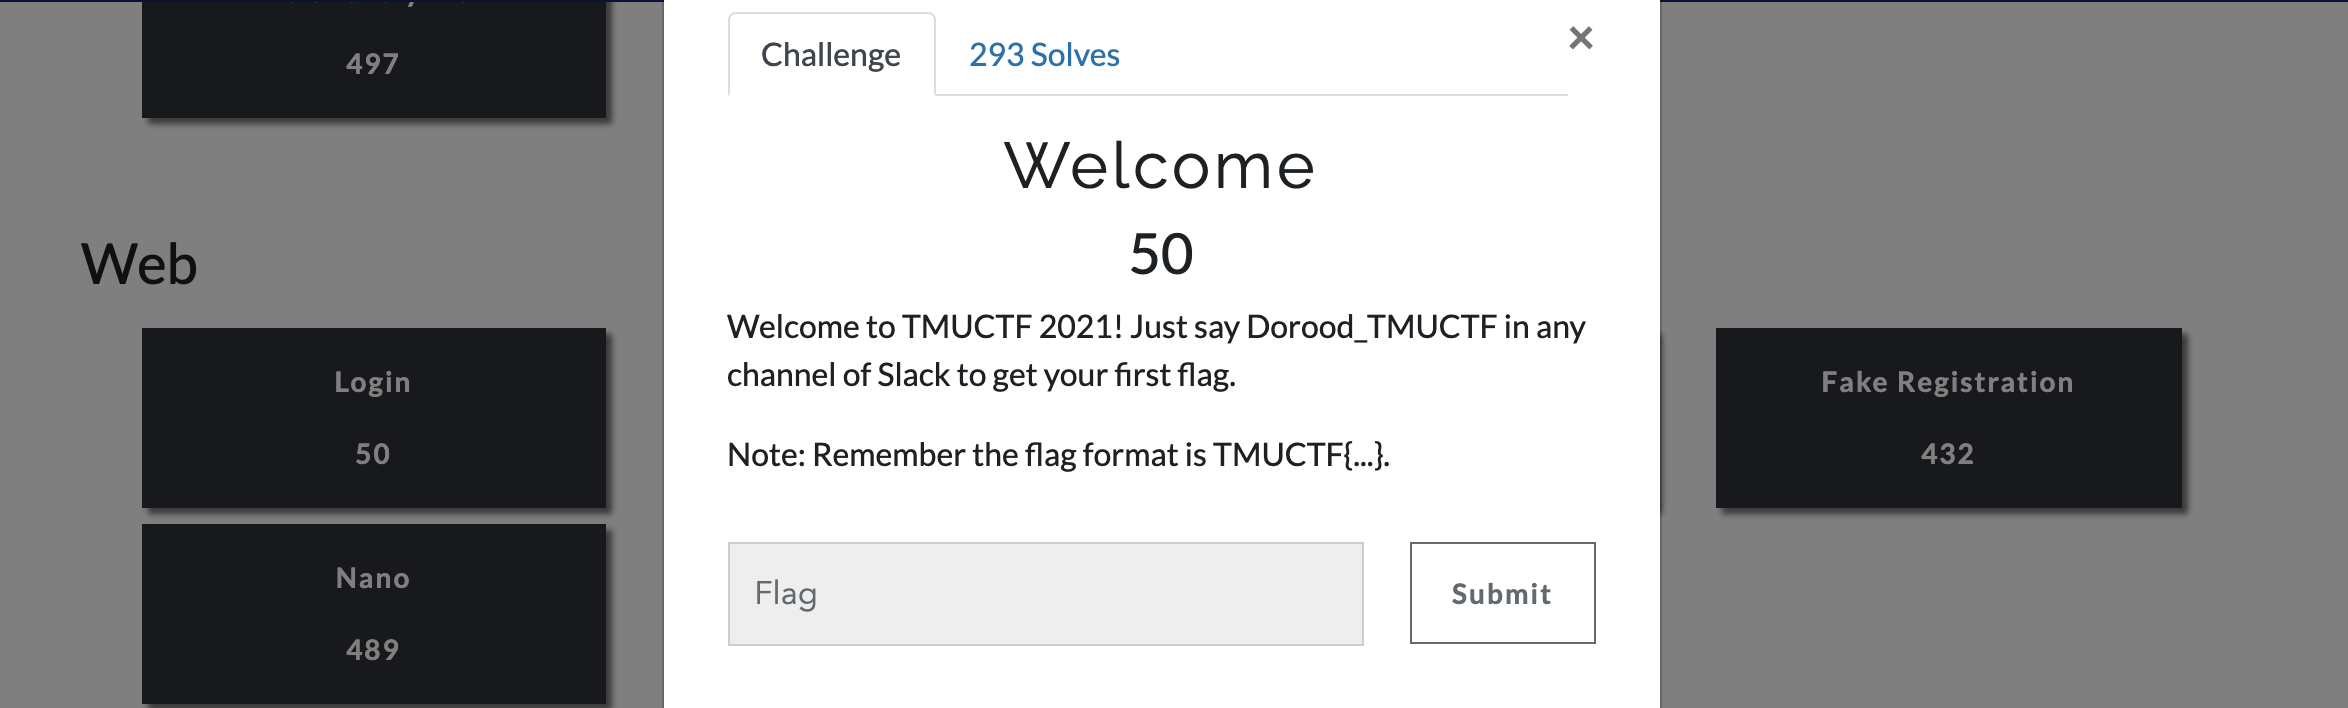 Challenge
293 Solves
×
497
Welcome
50
Web
Welcome to TMUCTF 2021! Just say Dorood_TMUCTF in any
channel of Slack to get your first flag.
Note: Remember the flag format is TMUCTF{...}.
Login
50
Fake Registration
432
Nano
489
Flag
Submit